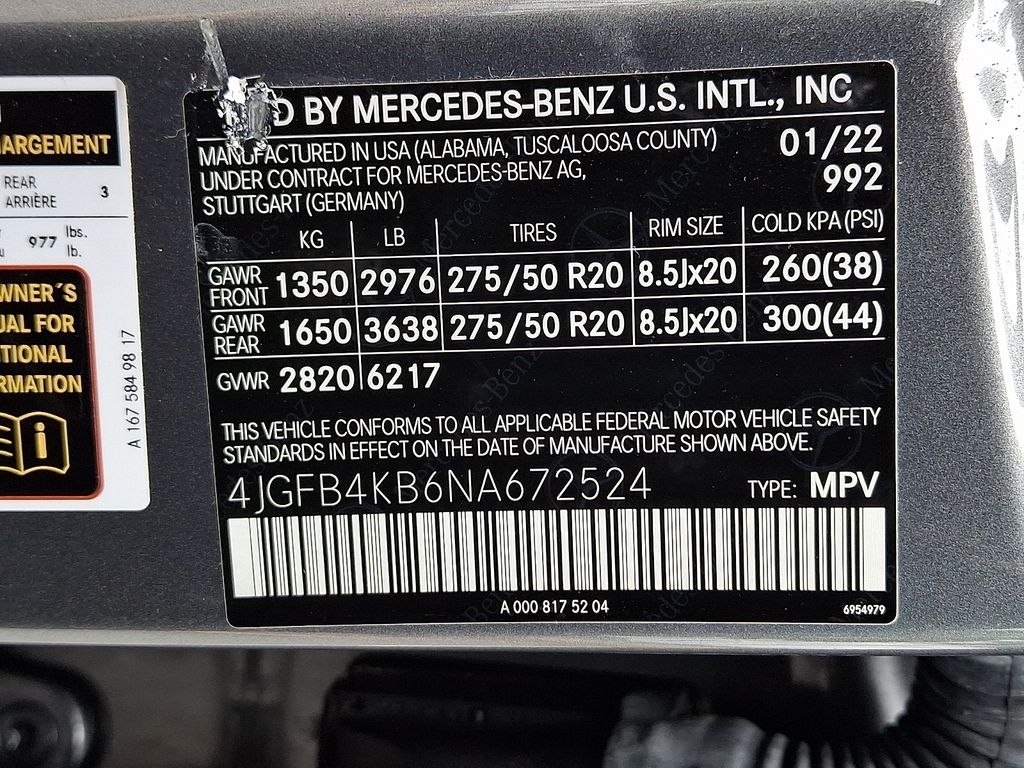 ARGEMENT
REAR
ARRIÈRE
3
977
lbs.
lb.
WNER´S
UAL FOR
ITIONAL
RMATION
i
A 167 584 98 17
D BY MERCEDES-BENZ U.S. INTL., INC
MANUFACTURED IN USA (ALABAMA, TUSCALOOSA COUNTY) 01/22
UNDER CONTRACT FOR MERCEDES-BENZ AG, 992
STUTTGART (GERMANY)
KG LB TIRES RIM SIZE COLD KPA(PSI)
GAWR FRONT 1350 2976 275/50 R20 8.5Jx20 260(38)
GAWR REAR 1650 3638 275/50 R20 8.5Jx20 300(44)
GVWR 2820 6217
THIS VEHICLE CONFORMS TO ALL APPLICABLE FEDERAL MOTOR VEHICLE SAFETY
STANDARDS IN EFFECT ON THE DATE OF MANUFACTURE SHOWN ABOVE.
4JGFB4KB6NA672524 TYPE: MPV
A 000 817 52 04 6954979